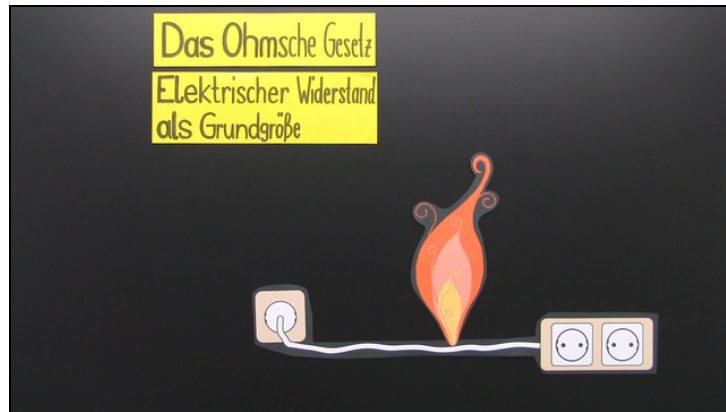 Das Ohmsche Gesetz
Elektrischer Widerstand
als Grundgröße